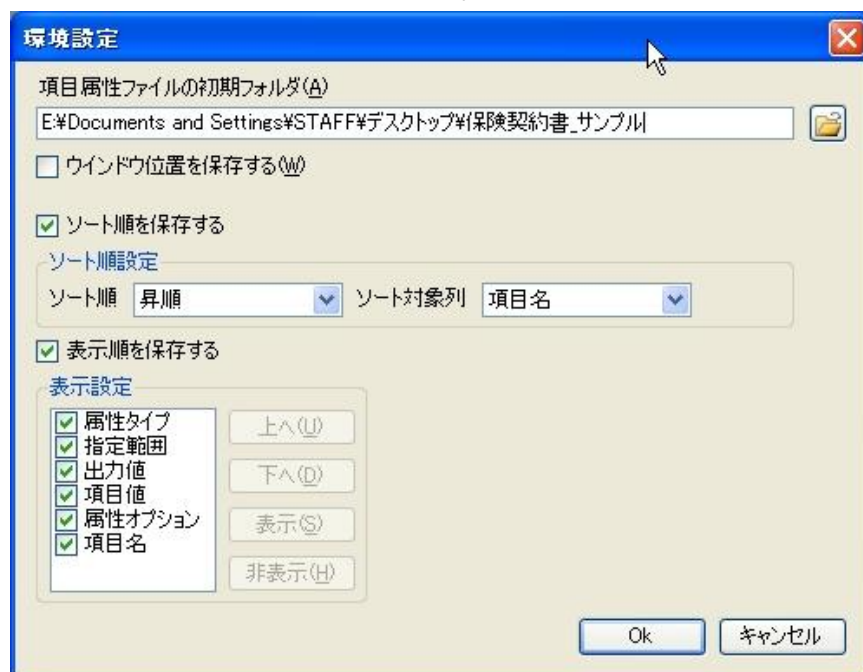 環境設定
項目属性ファイルの初期フォルダ(A)
E:¥Documents and Settings¥STAFF¥デスクトップ¥保険契約書_サンプル
ウインドウ位置を保存する(W)
ソート順を保存する
ソート順設定
ソート順 昇順 ソート対象列 項目名
表示順を保存する
表示設定
属性タイプ 上へ(U)
指定範囲
出力値 下へ(D)
項目値
属性オプション 表示(S)
項目名
非表示(H)
Ok キャンセル